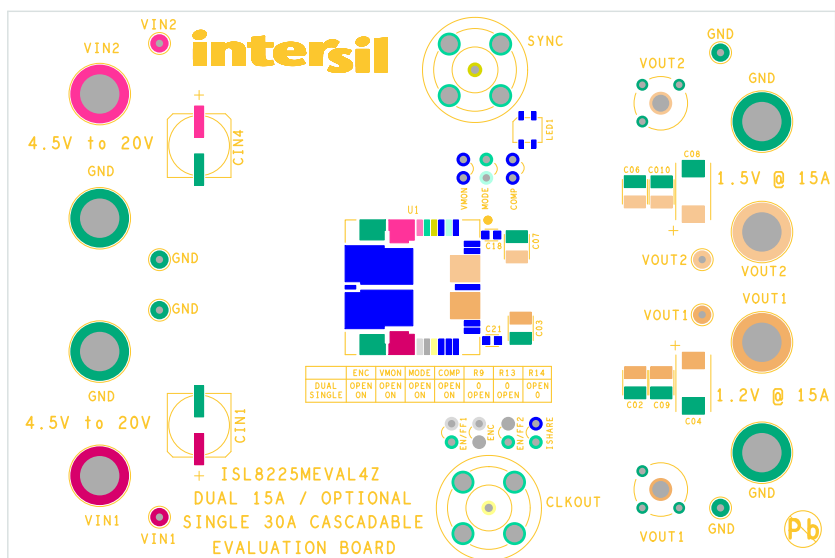 VIN2
VIN2
intersil
SYNC
GND
VOUT2
4.5V to 20V
CIN4
LED1
GND
VMON
MODE
COMP
C06
C010
C08
1.5V @ 15A
U1
C18
C07
GND
VOUT2
VOUT2
GND
VOUT1
VOUT1
C21
C03
GND
ENC VMON MODE COMP R9 R13 R14
DUAL OPEN OPEN OPEN OPEN 0 0 OPEN
SINGLE ON ON ON ON OPEN OPEN 0
C02
C09
C04
1.2V @ 15A
4.5V to 20V
CIN1
EN/FF1
ENC
EN/FF2
ISHARE
ISL8225MEVAL4Z
DUAL 15A / OPTIONAL
SINGLE 30A CASCADABLE
EVALUATION BOARD
VIN1
VIN1
CLKOUT
GND
GND
VOUT1
Pb